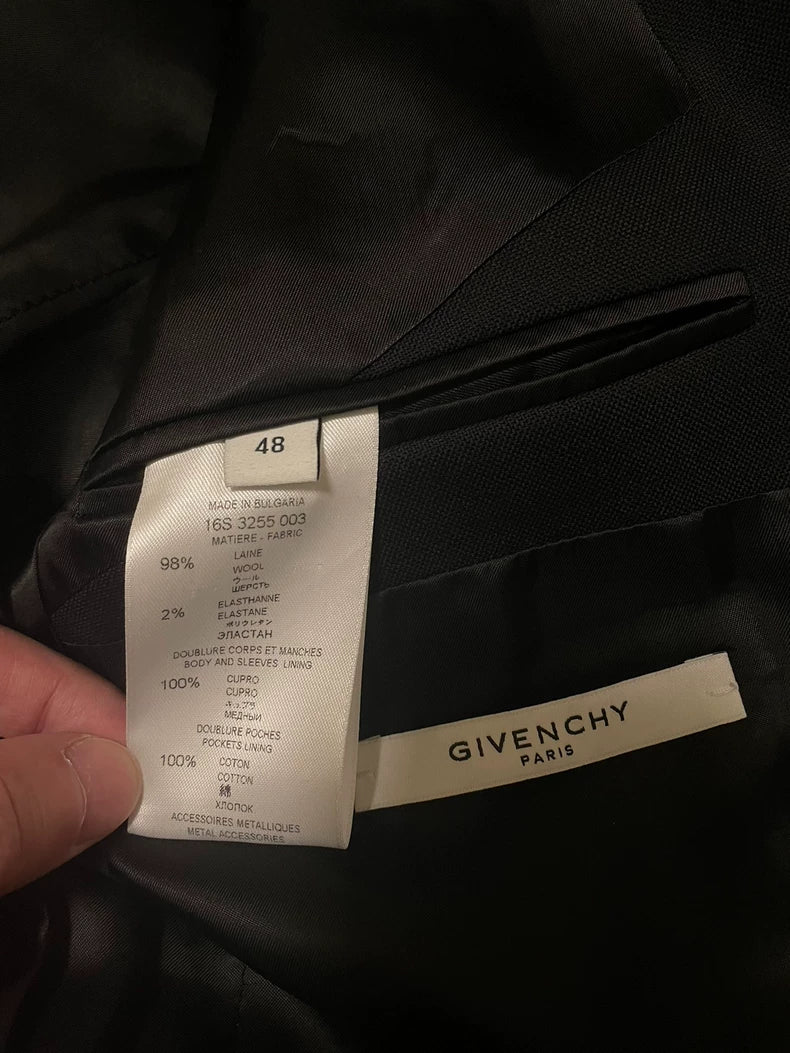 48
MADE IN BULGARIA
16S 3255 003
MATIERE - FABRIC
98% LAINE
WOOL
ウール
ШЕРСТЬ
2% ELASTHANNE
ELASTANE
ポリウレタン
ЭЛАСТАН
DOUBLURE CORPS ET MANCHES
BODY AND SLEEVES LINING
100% CUPRO
CUPRO
キュプラ
МЕДНЫЙ
DOUBLURE POCHES
POCKETS LINING
100% COTON
COTTON
綿
ХЛОПОК
ACCESSOIRES METALLIQUES
METAL ACCESSORIES
GIVENCHY
PARIS